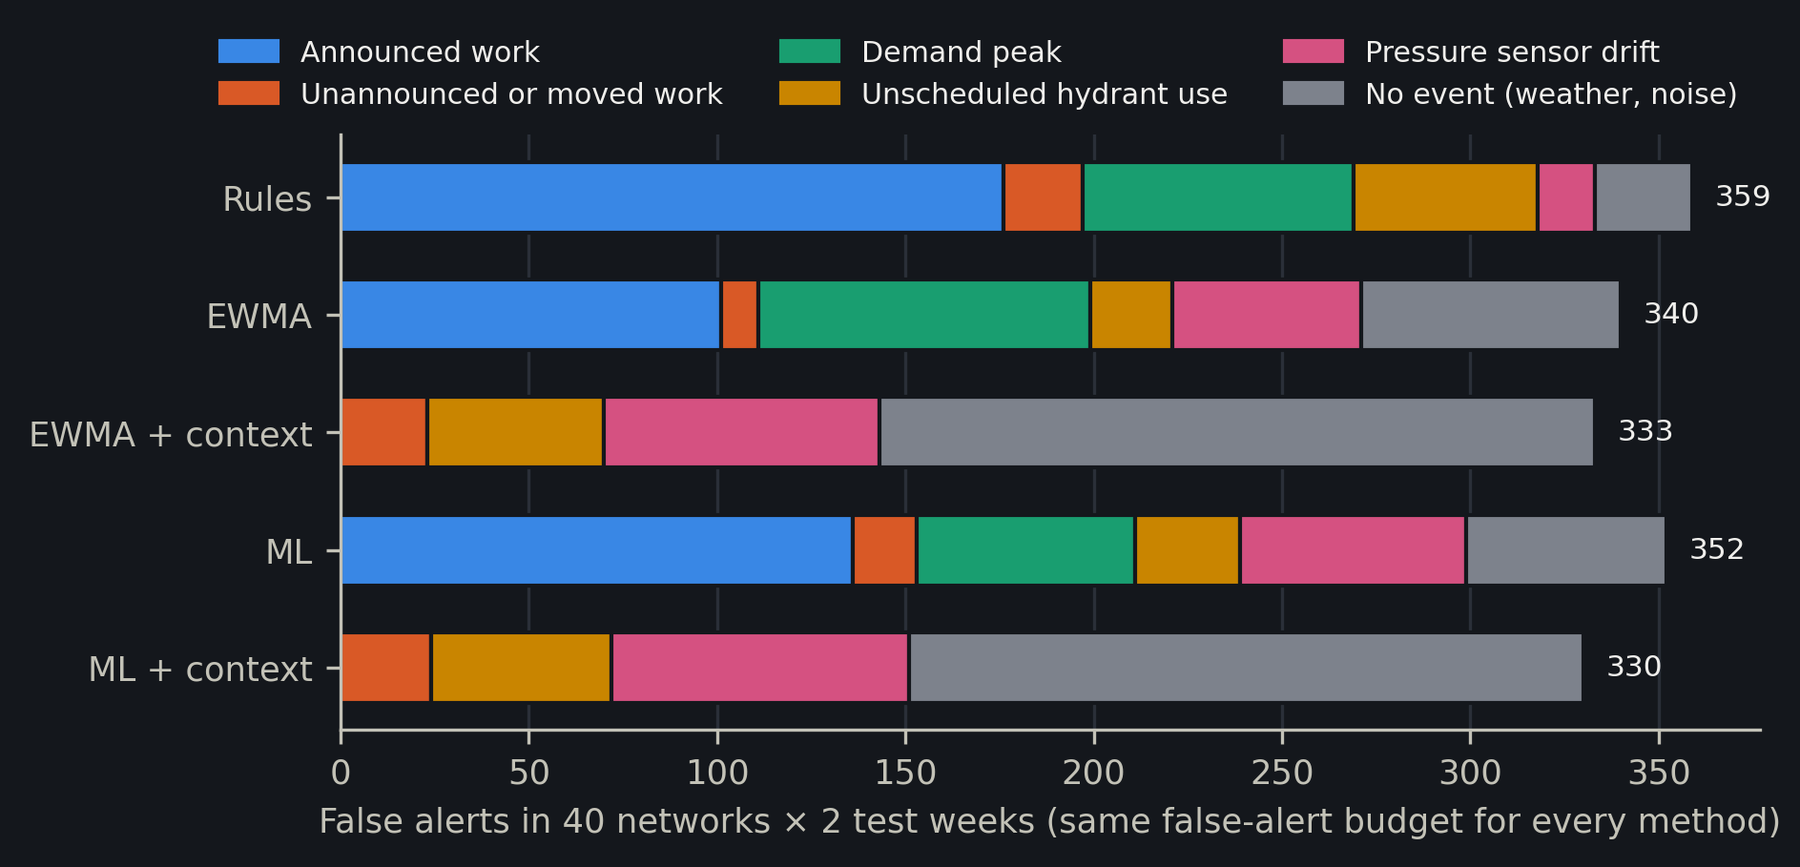 Announced work
Demand peak
Pressure sensor drift
Unannounced or moved work
Unscheduled hydrant use
No event (weather, noise)
Rules
359
EWMA
340
EWMA + context
333
ML
352
ML + context
330
0 50 100 150 200 250 300 350
False alerts in 40 networks × 2 test weeks (same false-alert budget for every method)